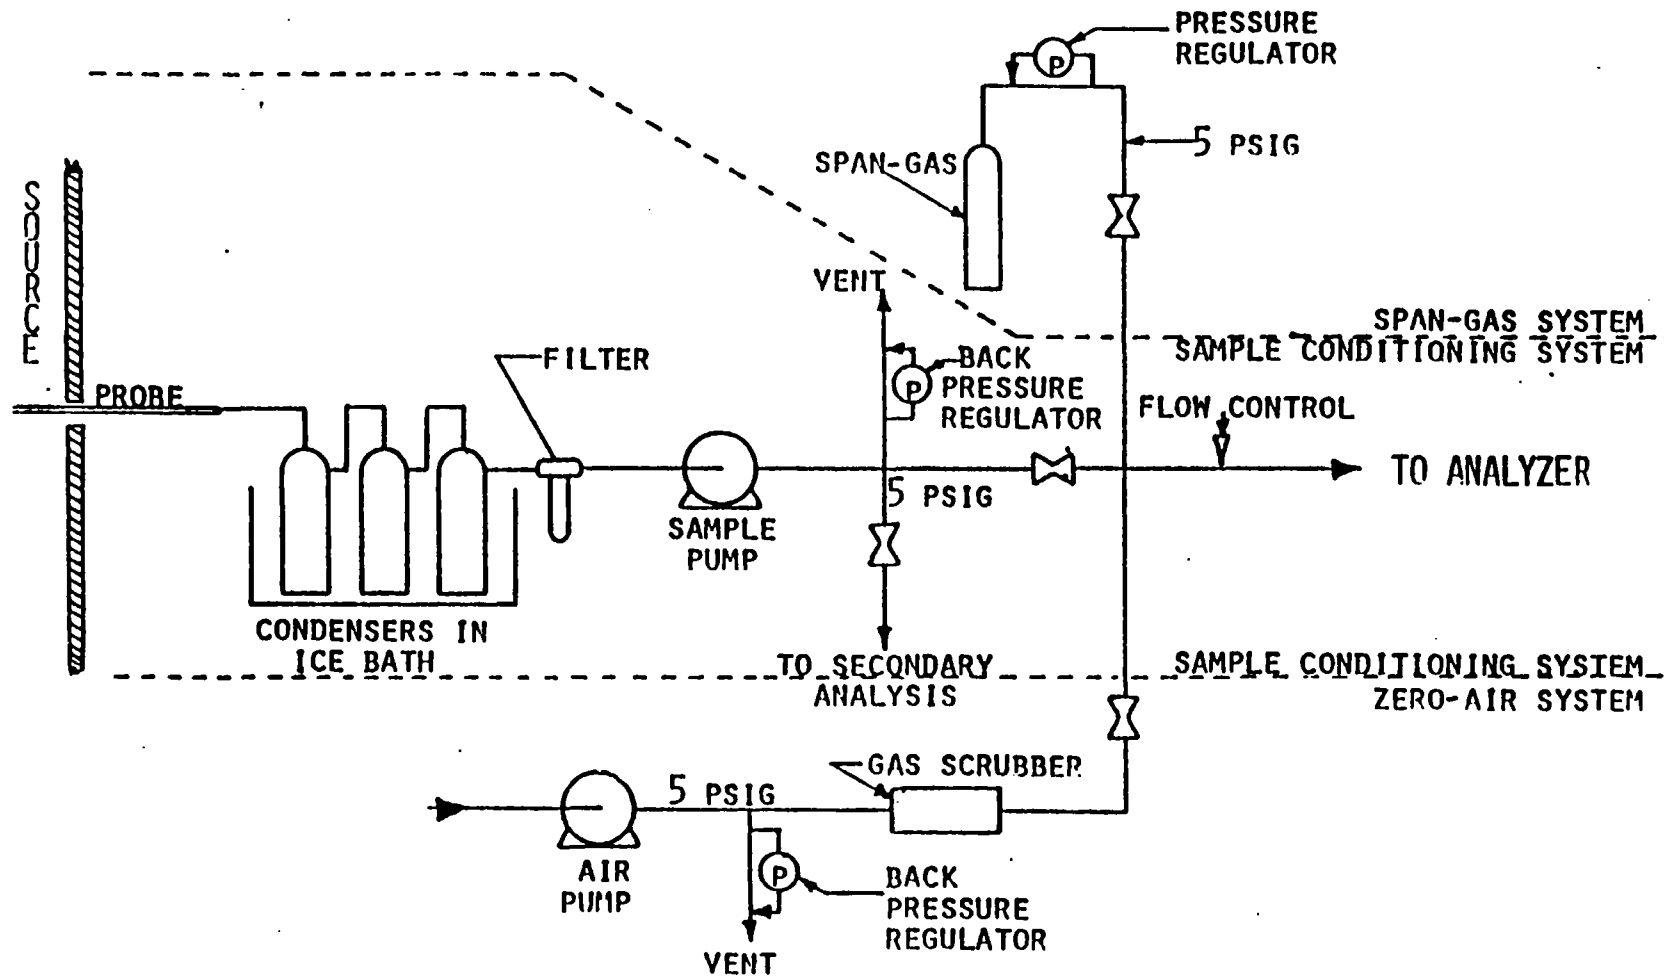 PRESSURE
REGULATOR
P
5 PSIG
SPAN-GAS
SOURCE
VENT
SPAN-GAS SYSTEM
SAMPLE CONDITIONING SYSTEM
FILTER
BACK
PRESSURE
REGULATOR
P
FLOW CONTROL
PROBE
TO ANALYZER
5 PSIG
SAMPLE
PUMP
CONDENSERS IN
ICE BATH
TO SECONDARY
ANALYSIS
SAMPLE CONDITIONING SYSTEM
ZERO-AIR SYSTEM
GAS SCRUBBER
5 PSIG
AIR
PUMP
P
BACK
PRESSURE
REGULATOR
VENT